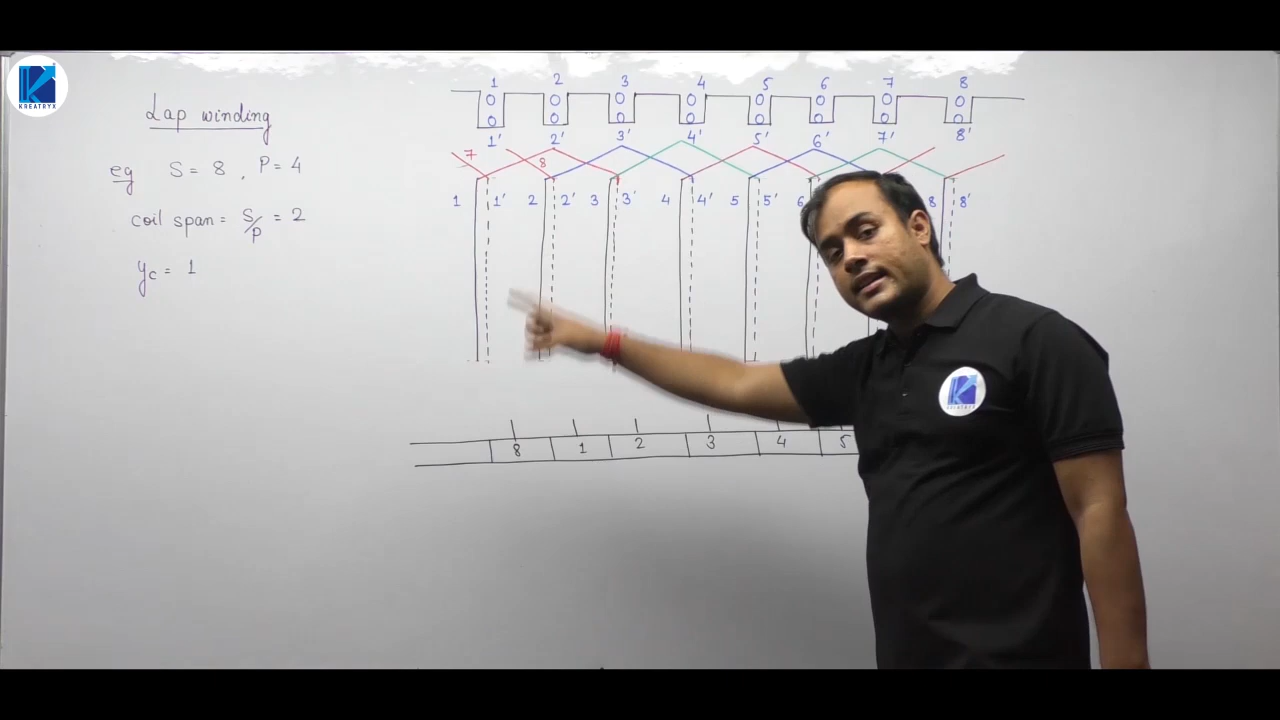 KREATRYX
Lap winding
eg S = 8 , P = 4
coil span = S/P = 2
yc = 1
1 2 3 4 5 6 7 8
1' 2' 3' 4' 5' 6' 7' 8'
7 8
1 1' 2 2' 3 3' 4 4' 5 5' 6 8 8'
8 1 2 3 4 5
KREATRYX